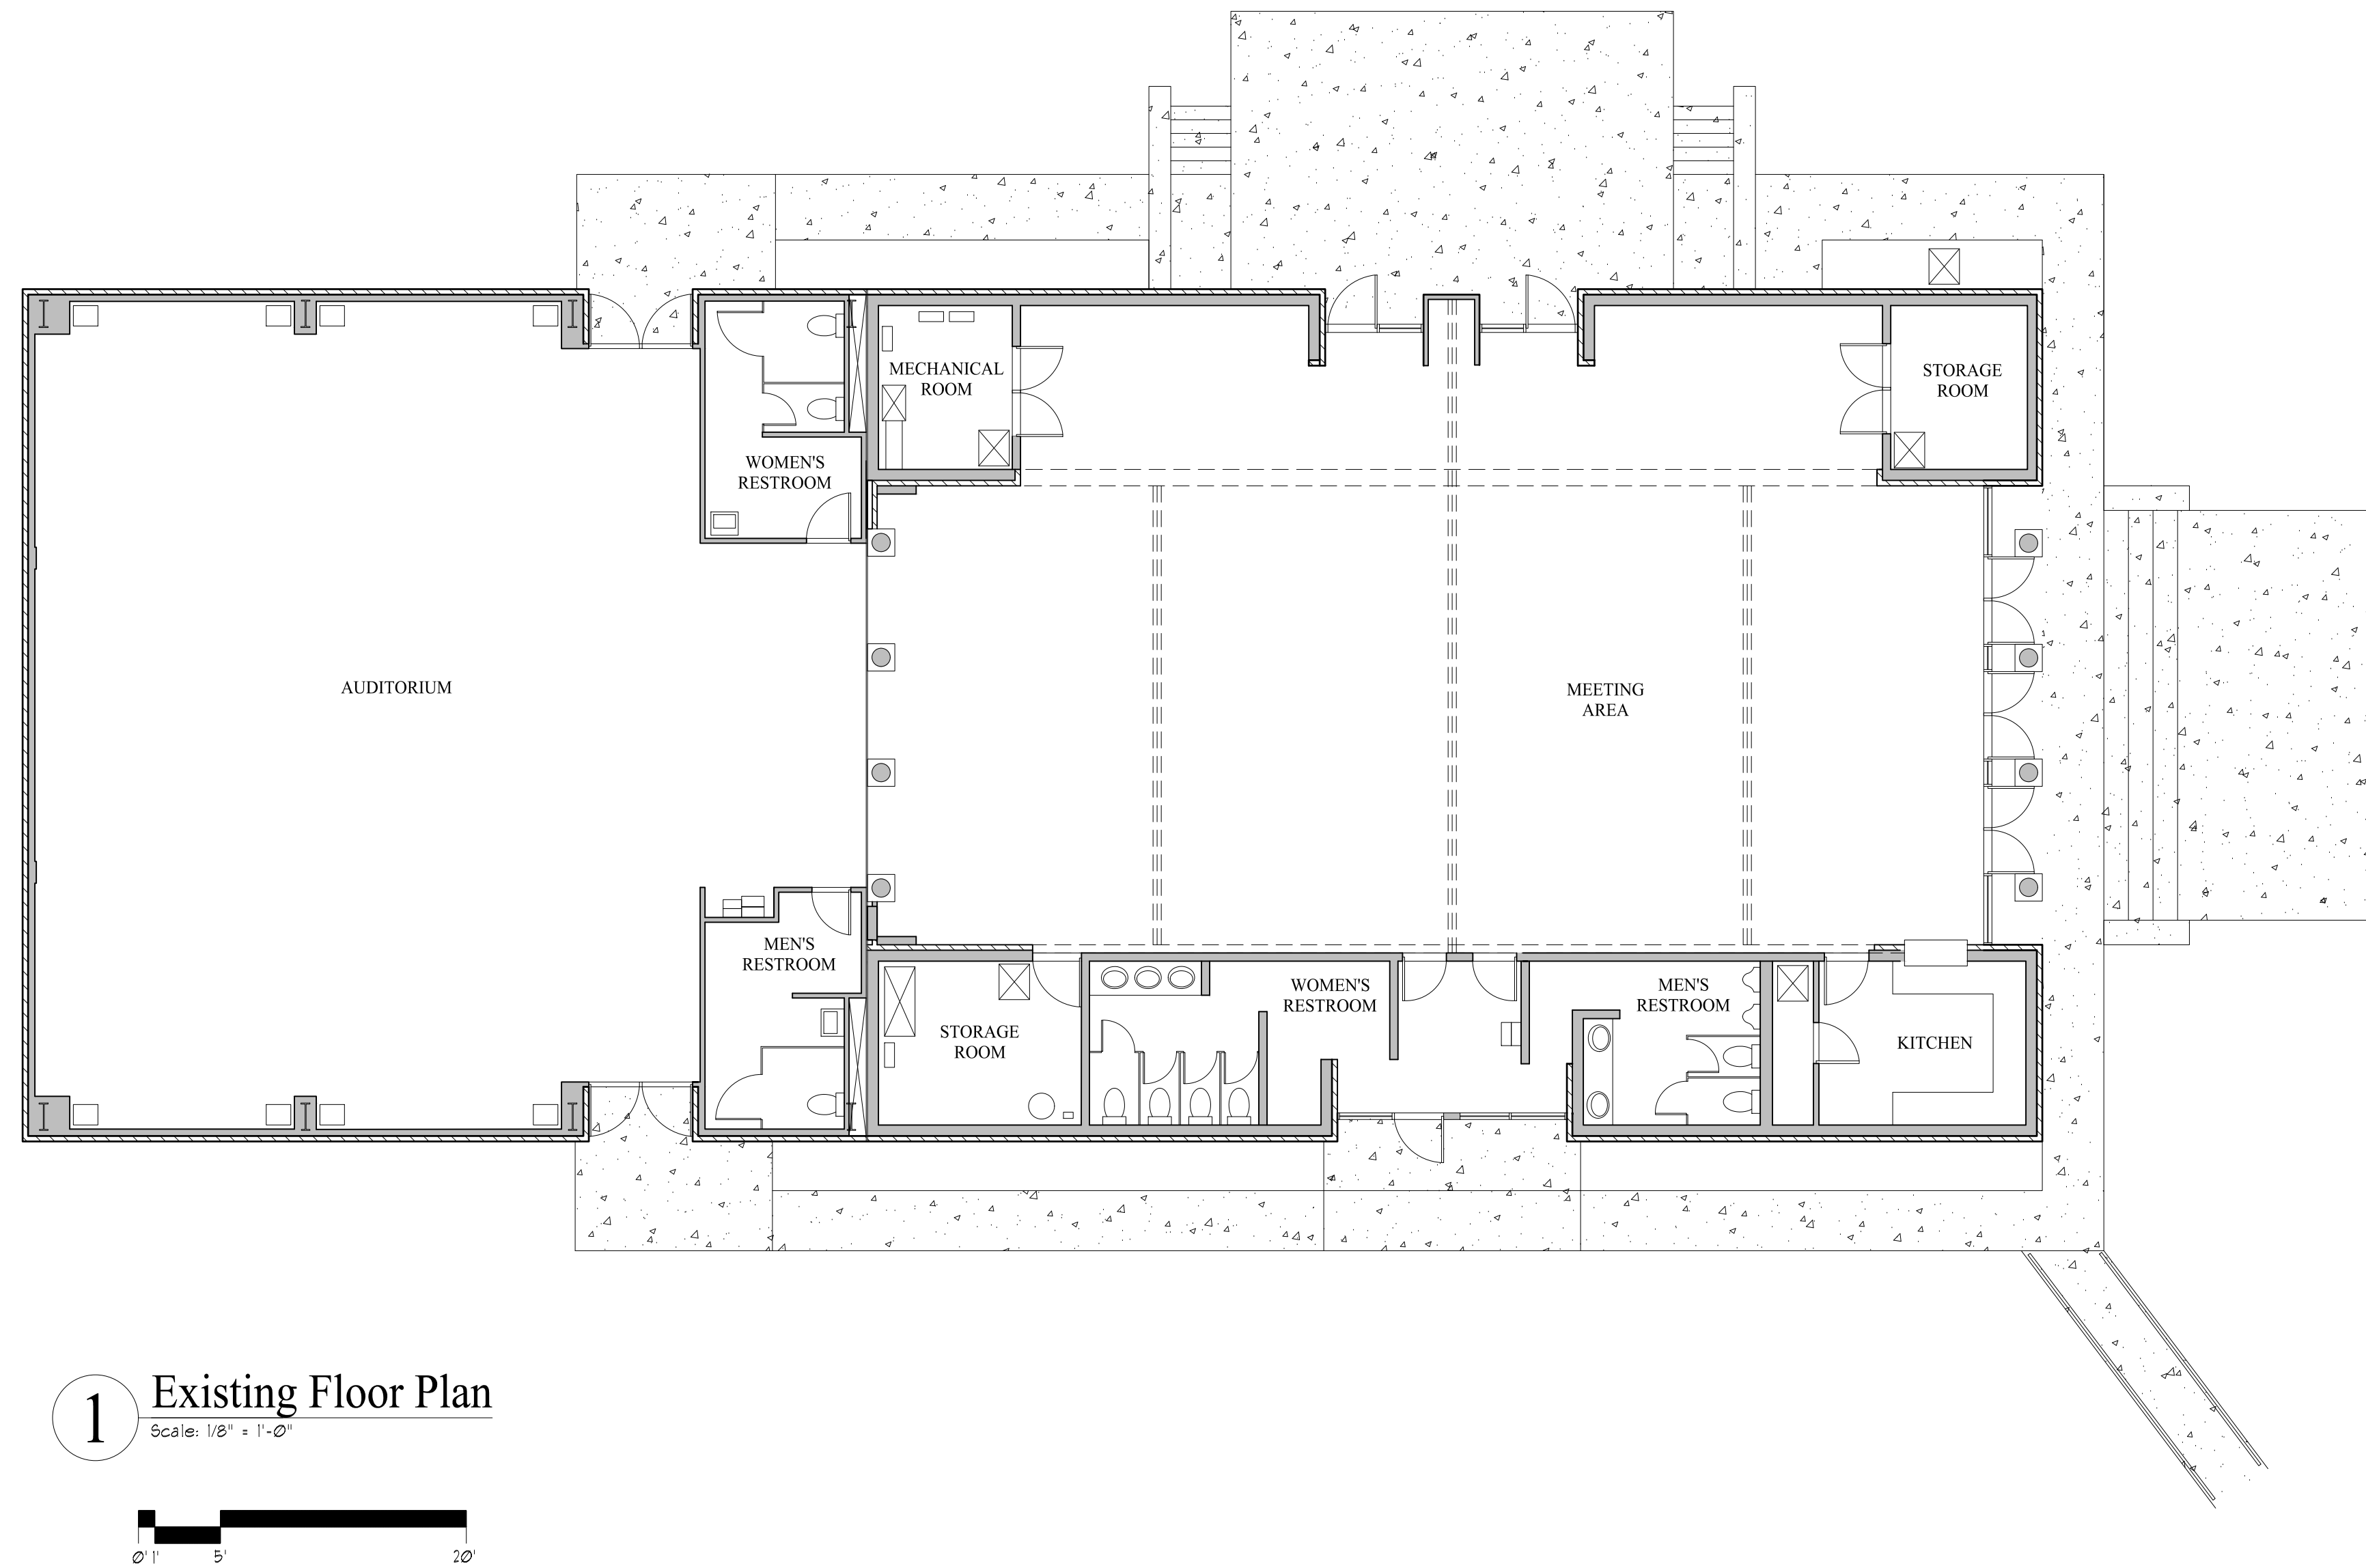 MECHANICAL
ROOM
STORAGE
ROOM
WOMEN'S
RESTROOM
AUDITORIUM
MEETING
AREA
MEN'S
RESTROOM
STORAGE
ROOM
WOMEN'S
RESTROOM
MEN'S
RESTROOM
KITCHEN
1
Existing Floor Plan
Scale: 1/8" = 1'-0"
0' 1' 5' 20'